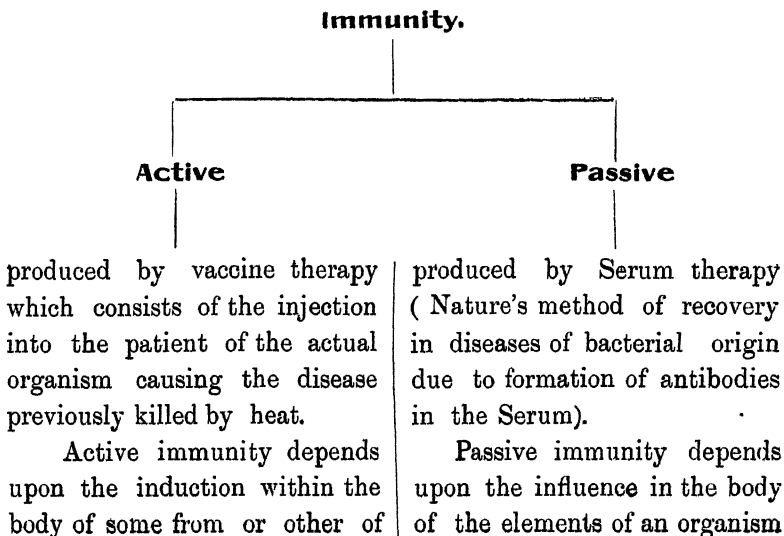 Immunity.
Active
Passive
produced by vaccine therapy
which consists of the injection
into the patient of the actual
organism causing the disease
previously killed by heat.
Active immunity depends
upon the induction within the
body of some from or other of
produced by Serum therapy
( Nature's method of recovery
in diseases of bacterial origin
due to formation of antibodies
in the Serum).
Passive immunity depends
upon the influence in the body
of the elements of an organism